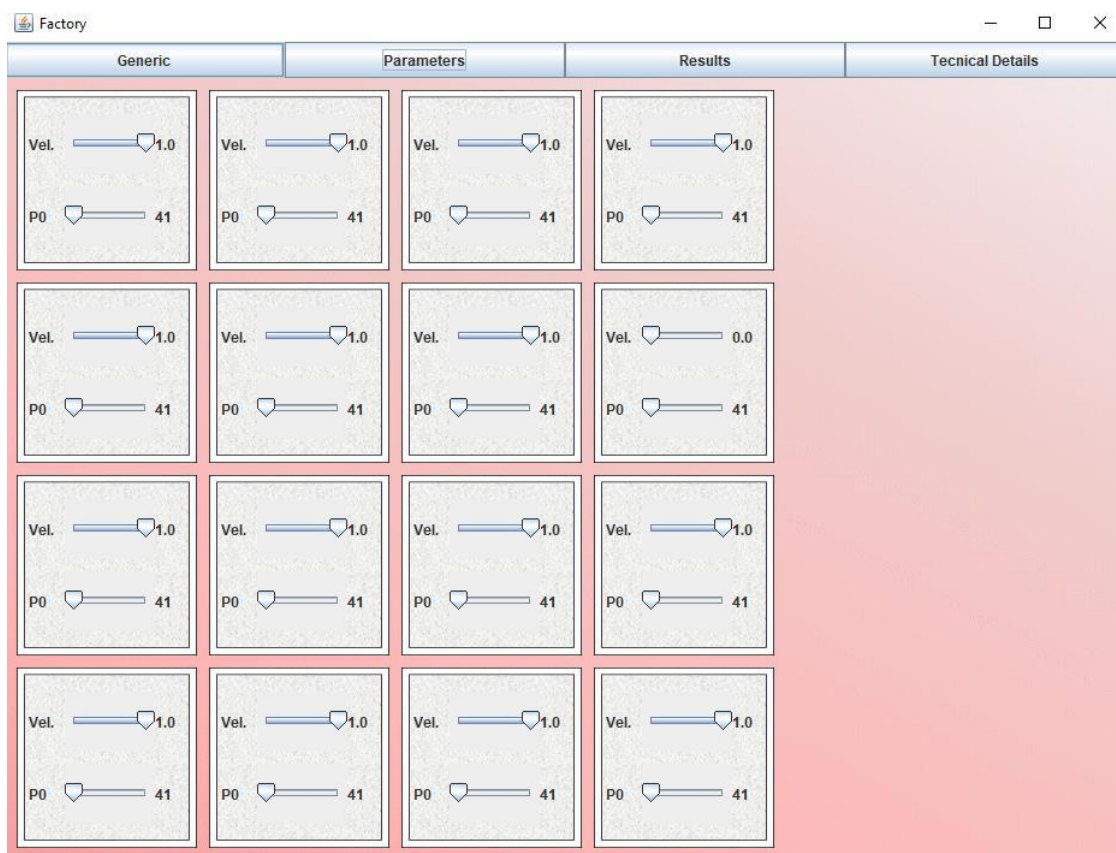 Factory
Generic Parameters Results Tecnical Details
Vel. 1.0 Vel. 1.0 Vel. 1.0 Vel. 1.0
P0 41 P0 41 P0 41 P0 41
Vel. 1.0 Vel. 1.0 Vel. 1.0 Vel. 0.0
P0 41 P0 41 P0 41 P0 41
Vel. 1.0 Vel. 1.0 Vel. 1.0 Vel. 1.0
P0 41 P0 41 P0 41 P0 41
Vel. 1.0 Vel. 1.0 Vel. 1.0 Vel. 1.0
P0 41 P0 41 P0 41 P0 41